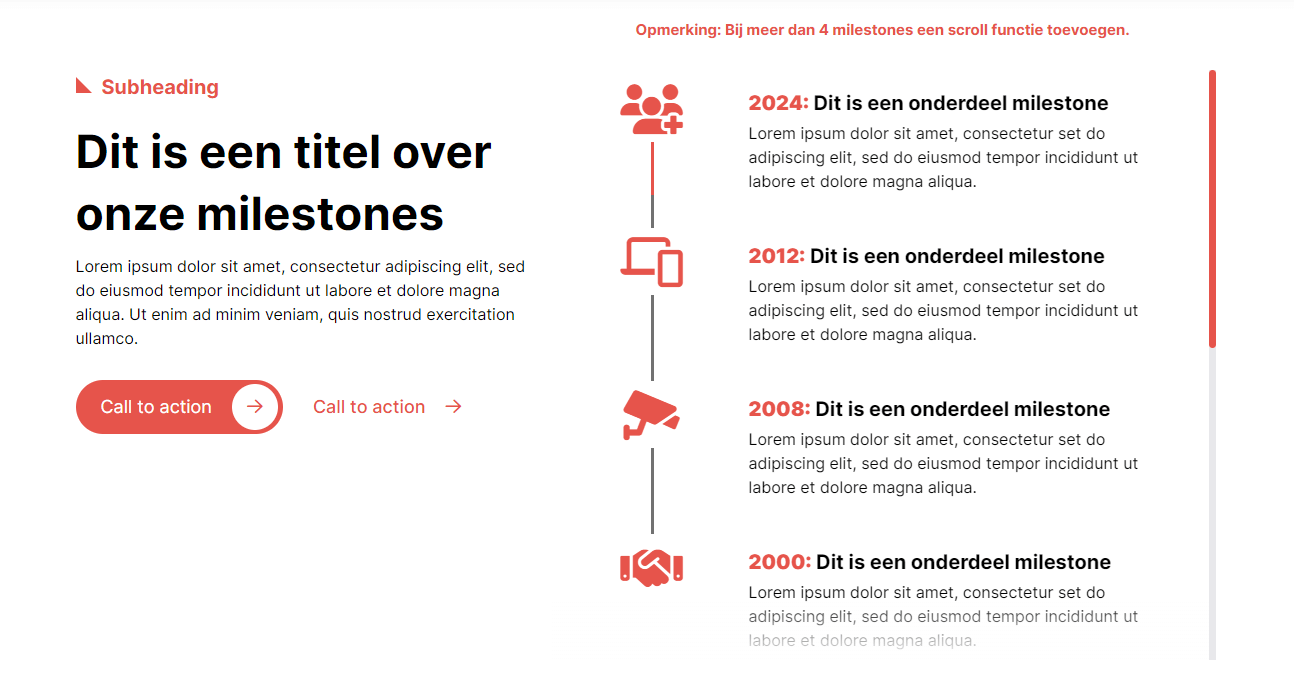 Opmerking: Bij meer dan 4 milestones een scroll functie toevoegen.
Subheading
Dit is een titel over
onze milestones
Lorem ipsum dolor sit amet, consectetur adipiscing elit, sed
do eiusmod tempor incididunt ut labore et dolore magna
aliqua. Ut enim ad minim veniam, quis nostrud exercitation
ullamco.
Call to action
Call to action
2024: Dit is een onderdeel milestone
Lorem ipsum dolor sit amet, consectetur set do
adipiscing elit, sed do eiusmod tempor incididunt ut
labore et dolore magna aliqua.
2012: Dit is een onderdeel milestone
Lorem ipsum dolor sit amet, consectetur set do
adipiscing elit, sed do eiusmod tempor incididunt ut
labore et dolore magna aliqua.
2008: Dit is een onderdeel milestone
Lorem ipsum dolor sit amet, consectetur set do
adipiscing elit, sed do eiusmod tempor incididunt ut
labore et dolore magna aliqua.
2000: Dit is een onderdeel milestone
Lorem ipsum dolor sit amet, consectetur set do
adipiscing elit, sed do eiusmod tempor incididunt ut
labore et dolore magna aliqua.